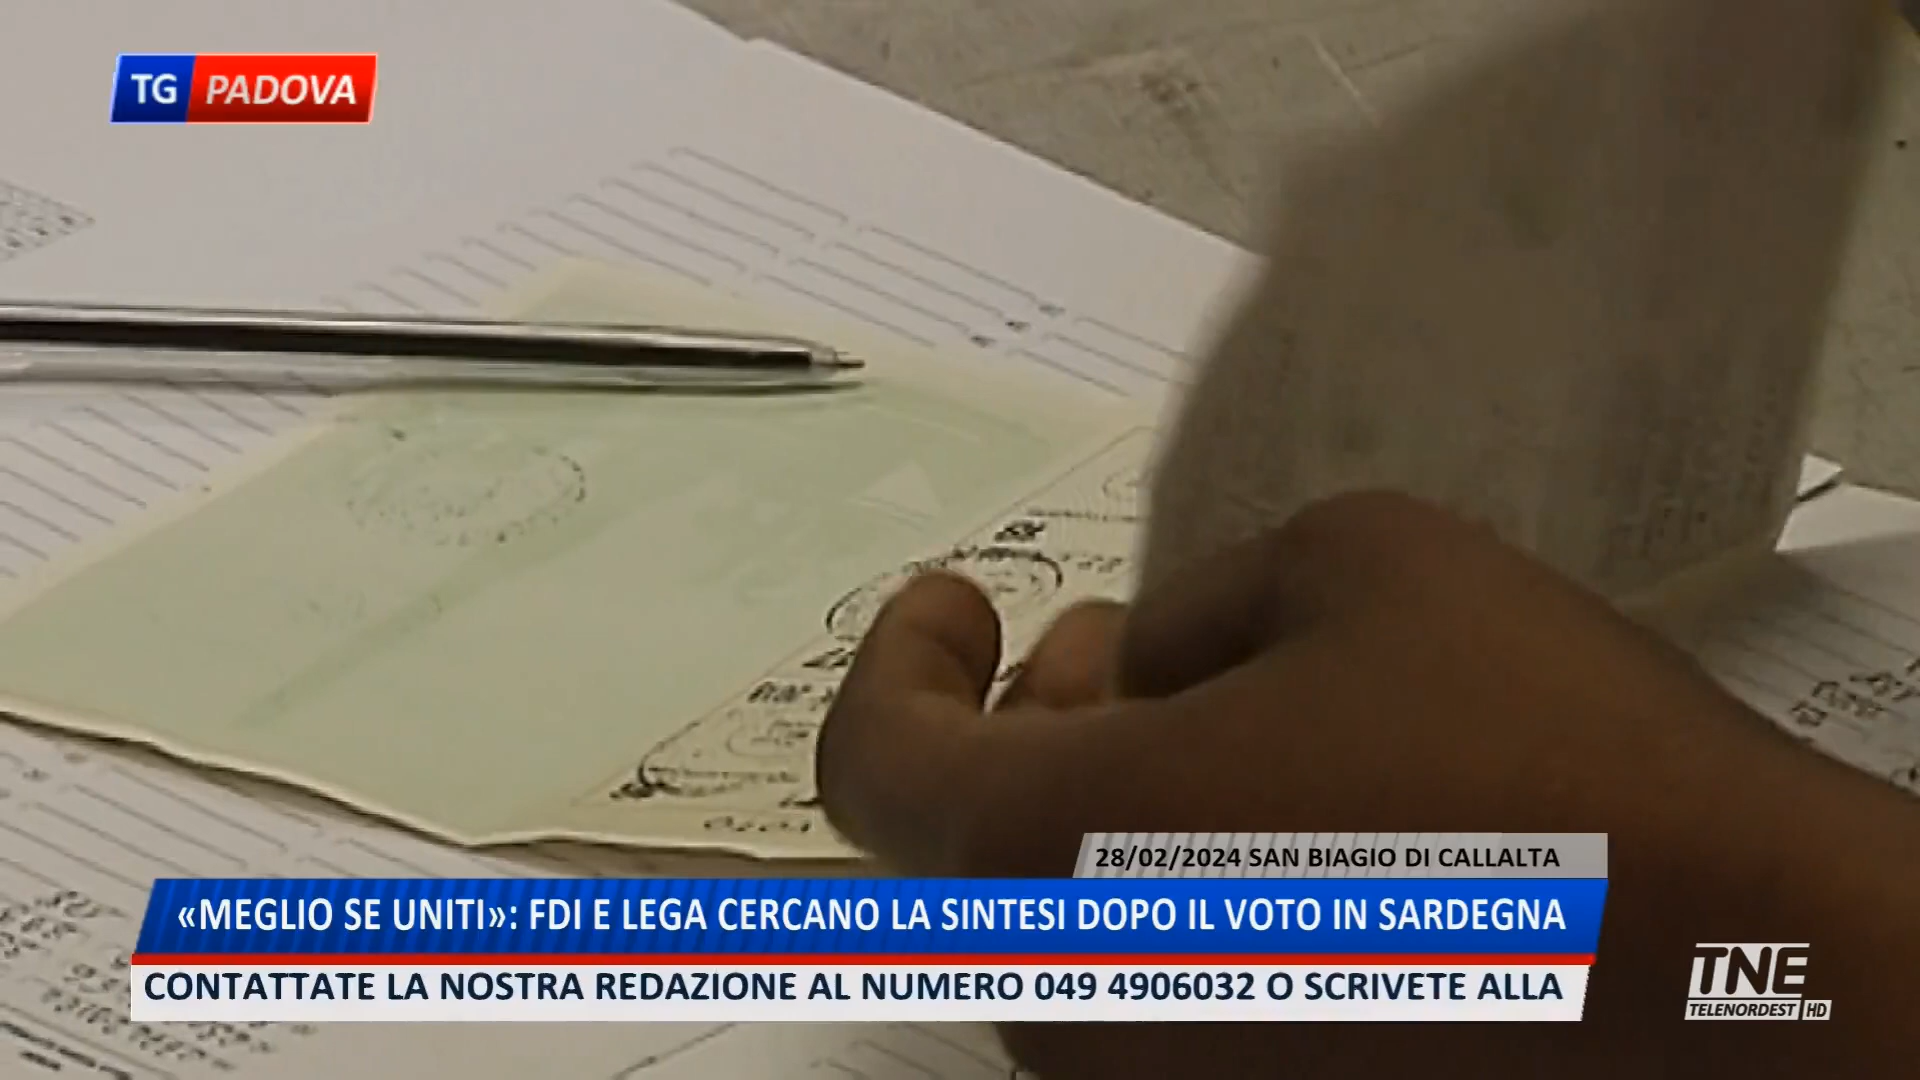 TG PADOVA
28/02/2024 SAN BIAGIO DI CALLALTA
«MEGLIO SE UNITI»: FDI E LEGA CERCANO LA SINTESI DOPO IL VOTO IN SARDEGNA
CONTATTATE LA NOSTRA REDAZIONE AL NUMERO 049 4906032 O SCRIVETE ALLA
TNE
TELENORDEST HD